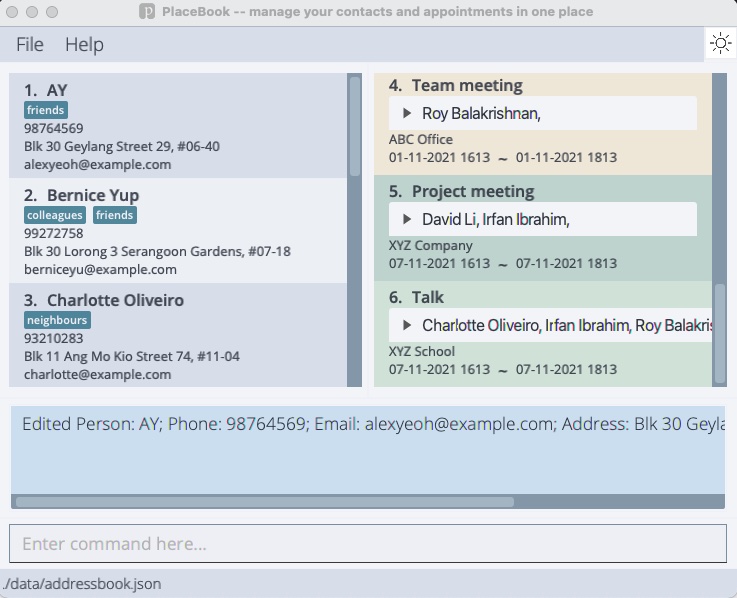 PlaceBook -- manage your contacts and appointments in one place
File Help
1. AY
friends
98764569
Blk 30 Geylang Street 29, #06-40
alexyeoh@example.com
2. Bernice Yup
colleagues friends
99272758
Blk 30 Lorong 3 Serangoon Gardens, #07-18
berniceyu@example.com
3. Charlotte Oliveiro
neighbours
93210283
Blk 11 Ang Mo Kio Street 74, #11-04
charlotte@example.com
4. Team meeting
Roy Balakrishnan,
ABC Office
01-11-2021 1613 ~ 01-11-2021 1813
5. Project meeting
David Li, Irfan Ibrahim,
XYZ Company
07-11-2021 1613 ~ 07-11-2021 1813
6. Talk
Charlotte Oliveiro, Irfan Ibrahim, Roy Balakris
XYZ School
07-11-2021 1613 ~ 07-11-2021 1813
Edited Person: AY; Phone: 98764569; Email: alexyeoh@example.com; Address: Blk 30 Geyla
Enter command here...
./data/addressbook.json